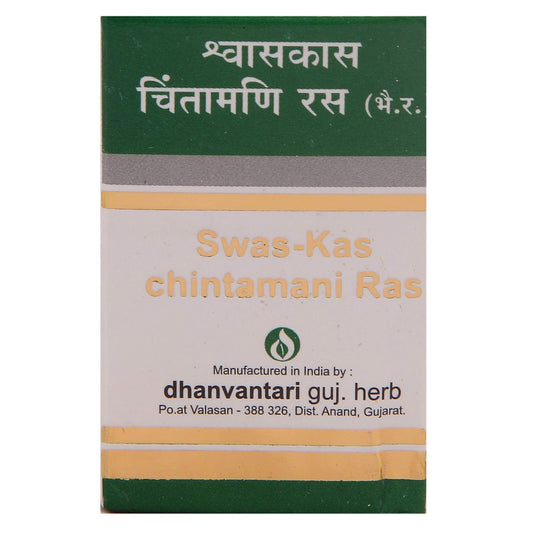 श्वासकास
चिंतामणि रस (भै.र.
Swas-Kas
chintamani Ras
Manufactured in India by :
dhanvantari guj. herb
Po.at Valasan - 388 326, Dist. Anand, Gujarat.